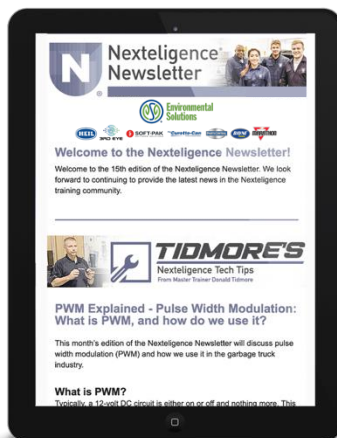 Nexteligence®
Newsletter
N
®
Environmental
Solutions
HEIL
3RD EYE
SOFT-PAK
Curotto-Can
BAYNE
MARATHON
Welcome to the Nexteligence Newsletter!
Welcome to the 15th edition of the Nexteligence Newsletter. We look
forward to continuing to provide the latest news in the Nexteligence
training community.
TIDMORE'S
Nexteligence Tech Tips
From Master Trainer Donald Tidmore
PWM Explained - Pulse Width Modulation:
What is PWM, and how do we use it?
This month's edition of the Nexteligence Newsletter will discuss pulse
width modulation (PWM) and how we use it in the garbage truck
industry.
What is PWM?
Typically, a 12-volt DC circuit is either on or off and nothing more. This